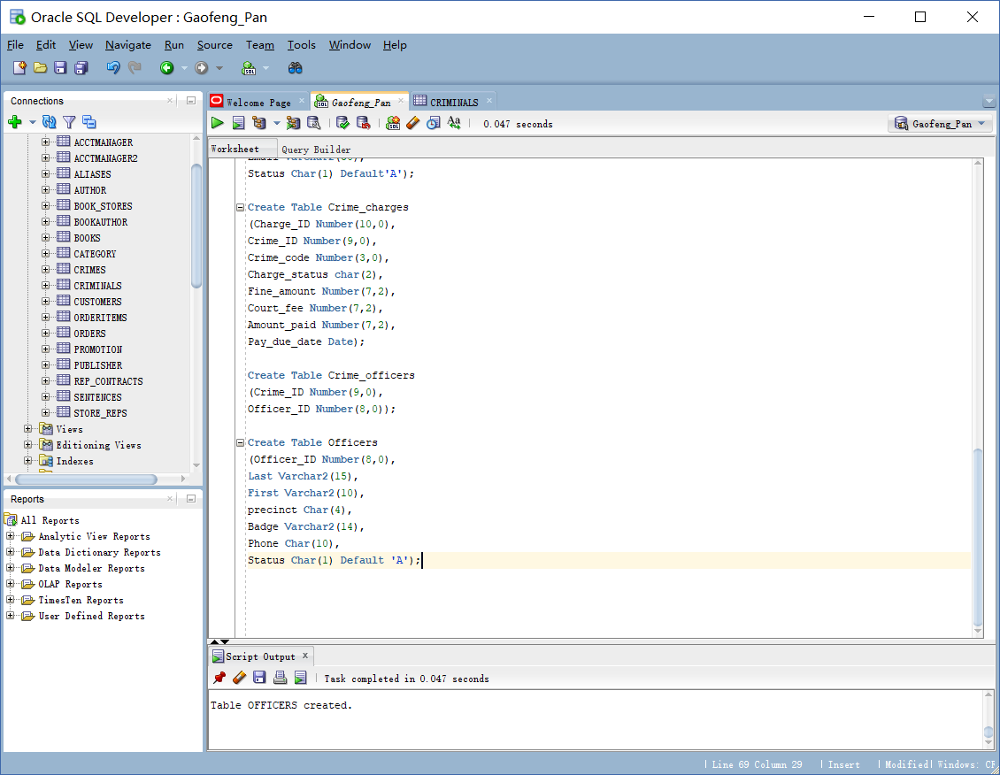 Oracle SQL Developer : Gaofeng_Pan
File Edit View Navigate Run Source Team Tools Window Help
Connections
ACCTMANAGER
ACCTMANAGER2
ALIASES
AUTHOR
BOOK_STORES
BOOKAUTHOR
BOOKS
CATEGORY
CRIMES
CRIMINALS
CUSTOMERS
ORDERITEMS
ORDERS
PROMOTION
PUBLISHER
REP_CONTRACTS
SENTENCES
STORE_REPS
Views
Editioning Views
Indexes
Reports
All Reports
Analytic View Reports
Data Dictionary Reports
Data Modeler Reports
OLAP Reports
TimesTen Reports
User Defined Reports
Welcome Page Gaofeng_Pan CRIMINALS
0.047 seconds Gaofeng_Pan
Worksheet Query Builder
Status Char(1) Default'A');
Create Table Crime_charges
(Charge_ID Number(10,0),
Crime_ID Number(9,0),
Crime_code Number(3,0),
Charge_status char(2),
Fine_amount Number(7,2),
Court_fee Number(7,2),
Amount_paid Number(7,2),
Pay_due_date Date);
Create Table Crime_officers
(Crime_ID Number(9,0),
Officer_ID Number(8,0));
Create Table Officers
(Officer_ID Number(8,0),
Last Varchar2(15),
First Varchar2(10),
precinct Char(4),
Badge Varchar2(14),
Phone Char(10),
Status Char(1) Default 'A');
Script Output x
Task completed in 0.047 seconds
Table OFFICERS created.
Line 69 Column 29 | Insert | Modified| Windows: CF